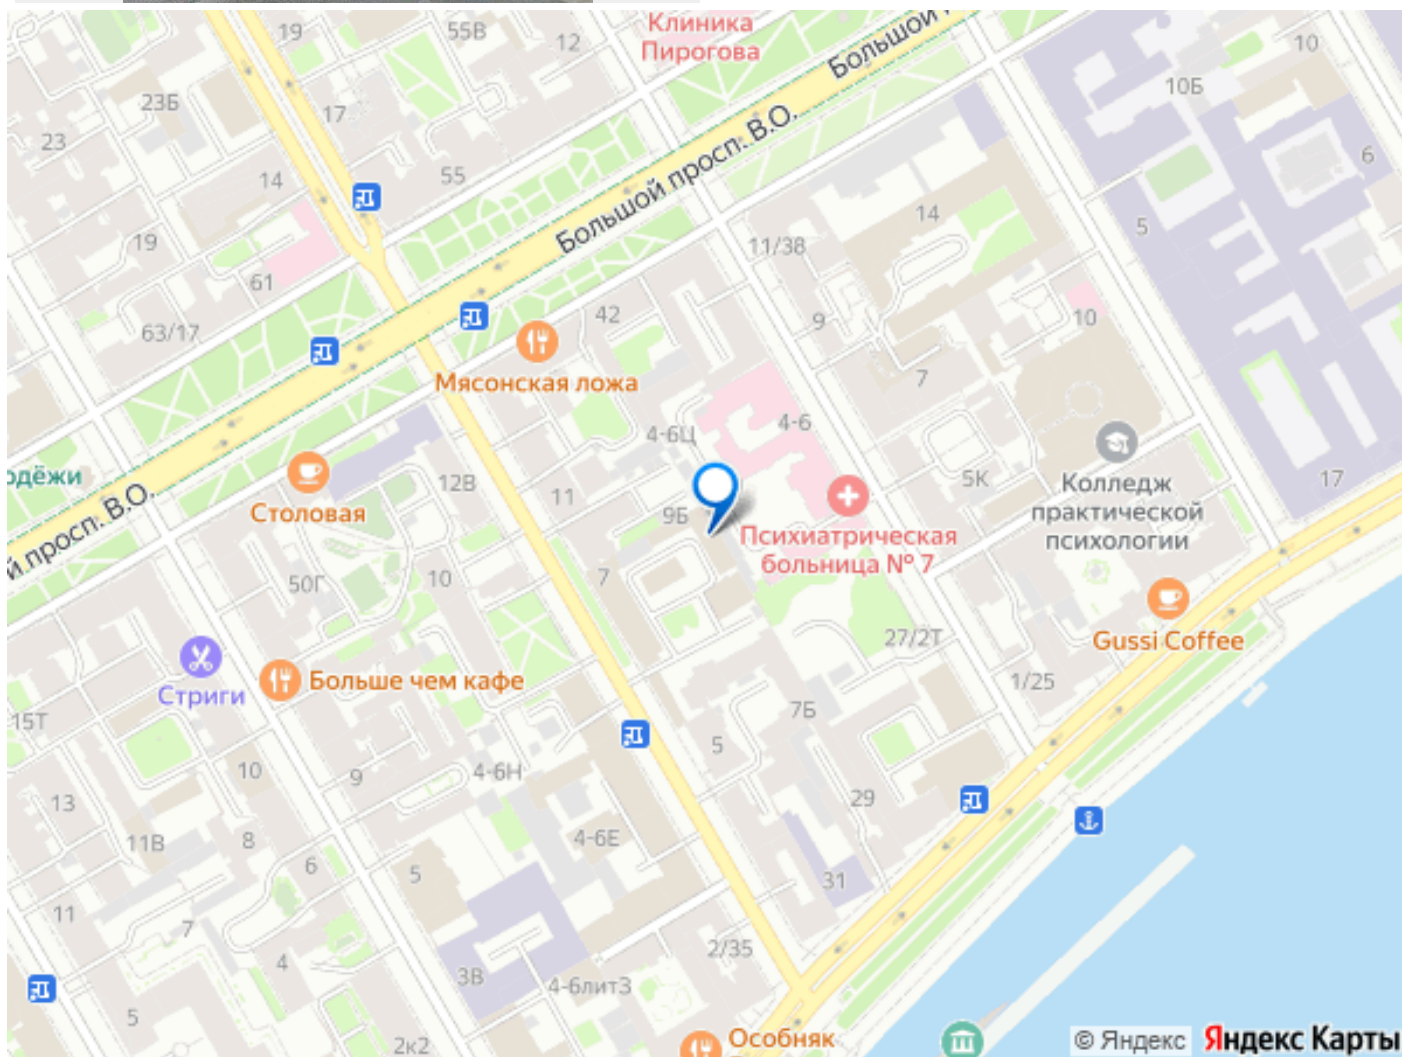 19
55В
12
Клиника
Пирогова
10
23Б
17
10Б
23
Большой просп. В.О.
6
14
55
14
5
19
11/38
61
42
9
10
63/17
Мясонская ложа
7
4-6
4-6Ц
одёжи
12В
11
Столовая
5К
Колледж
практической
психологии
17
9Б
Психиатрическая
больница № 7
й просп. В.О.
50Г
10
7
Gussi Coffee
27/2Т
Стриги
Больше чем кафе
1/25
15Т
7Б
5
10
9
4-6Н
13
29
11В
8
6
4-6Е
5
31
11
7
4
2/35
3В
4-6литЗ
5
2к2
Особняк
© Яндекс Яндекс Карты